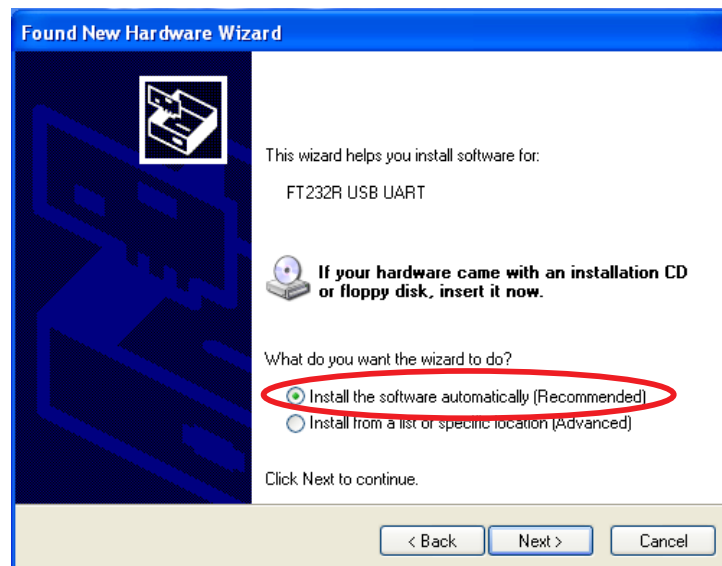 Found New Hardware Wizard
This wizard helps you install software for:
FT232R USB UART
If your hardware came with an installation CD
or floppy disk, insert it now.
What do you want the wizard to do?
Install the software automatically (Recommended)
Install from a list or specific location (Advanced)
Click Next to continue.
< Back Next > Cancel